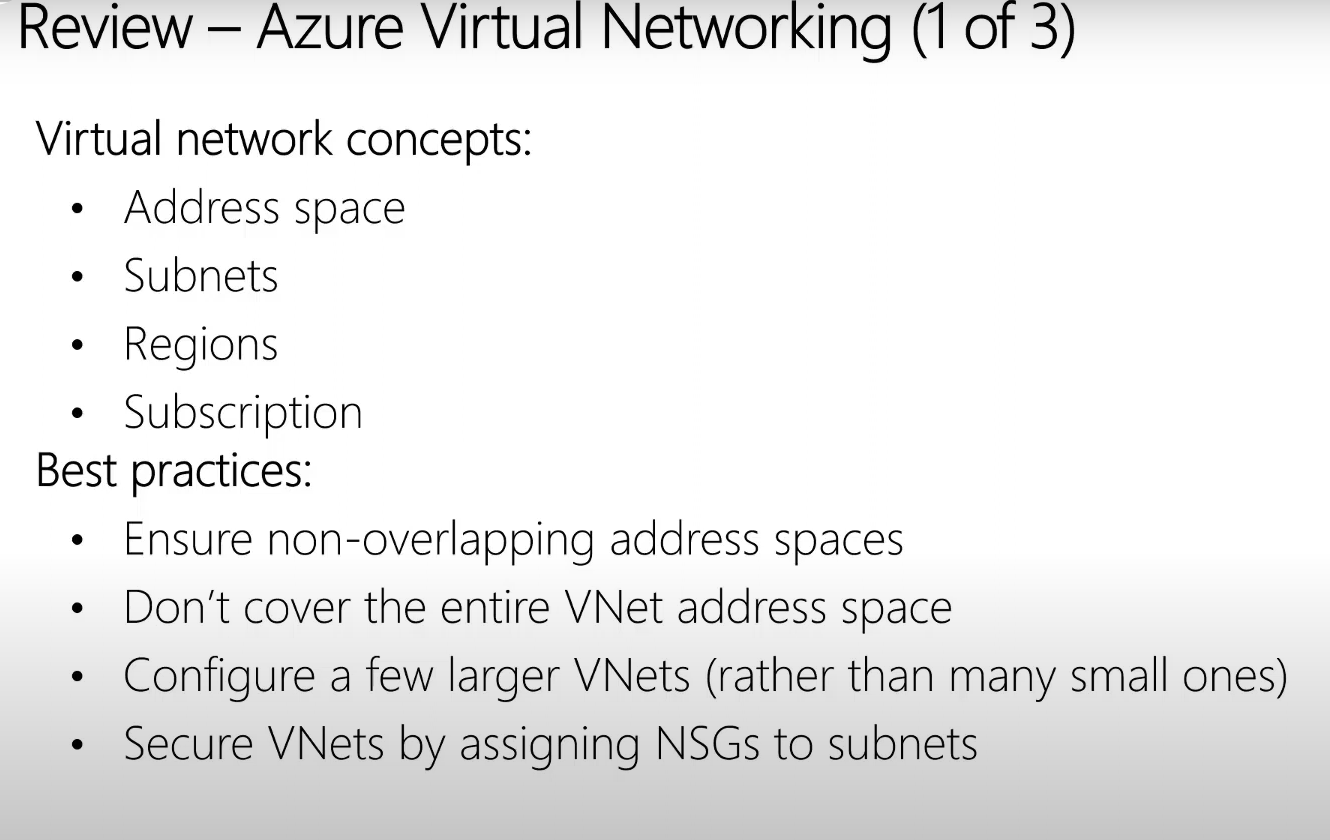 Review – Azure Virtual Networking (1 of 3)
Virtual network concepts:
• Address space
• Subnets
• Regions
• Subscription
Best practices:
• Ensure non-overlapping address spaces
• Don’t cover the entire VNet address space
• Configure a few larger VNets (rather than many small ones)
• Secure VNets by assigning NSGs to subnets